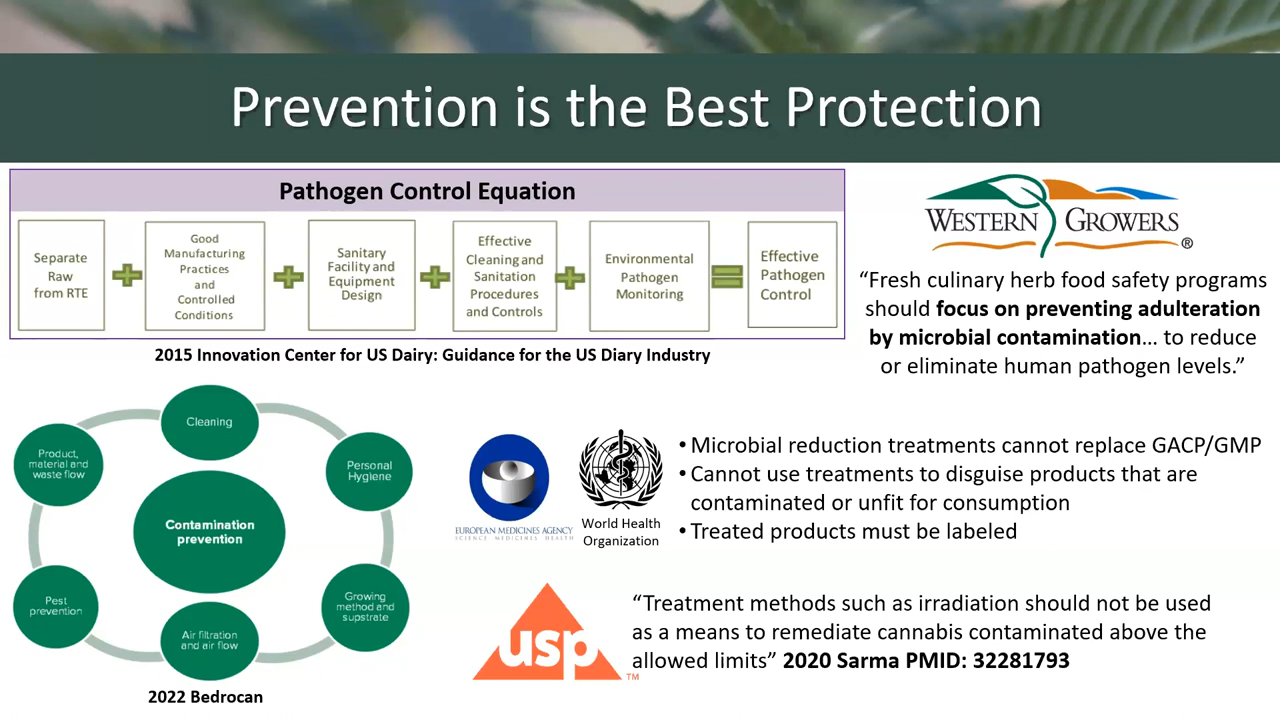 Prevention is the Best Protection
Pathogen Control Equation
Separate
Raw
from RTE
Good
Manufacturing
Practices
and
Controlled
Conditions
Sanitary
Facility and
Equipment
Design
Effective
Cleaning and
Sanitation
Procedures
and Controls
Environmental
Pathogen
Monitoring
Effective
Pathogen
Control
2015 Innovation Center for US Dairy: Guidance for the US Diary Industry
WESTERN GROWERS®
“Fresh culinary herb food safety programs
should focus on preventing adulteration
by microbial contamination… to reduce
or eliminate human pathogen levels.”
Cleaning
Personal
Hygiene
Growing
method and
supstrate
Air filtration
and air flow
Pest
prevention
Product,
material and
waste flow
Contamination
prevention
2022 Bedrocan
EUROPEAN MEDICINES AGENCY
SCIENCE MEDICINES HEALTH
World Health
Organization
• Microbial reduction treatments cannot replace GACP/GMP
• Cannot use treatments to disguise products that are
contaminated or unfit for consumption
• Treated products must be labeled
usp™
“Treatment methods such as irradiation should not be used
as a means to remediate cannabis contaminated above the
allowed limits” 2020 Sarma PMID: 32281793